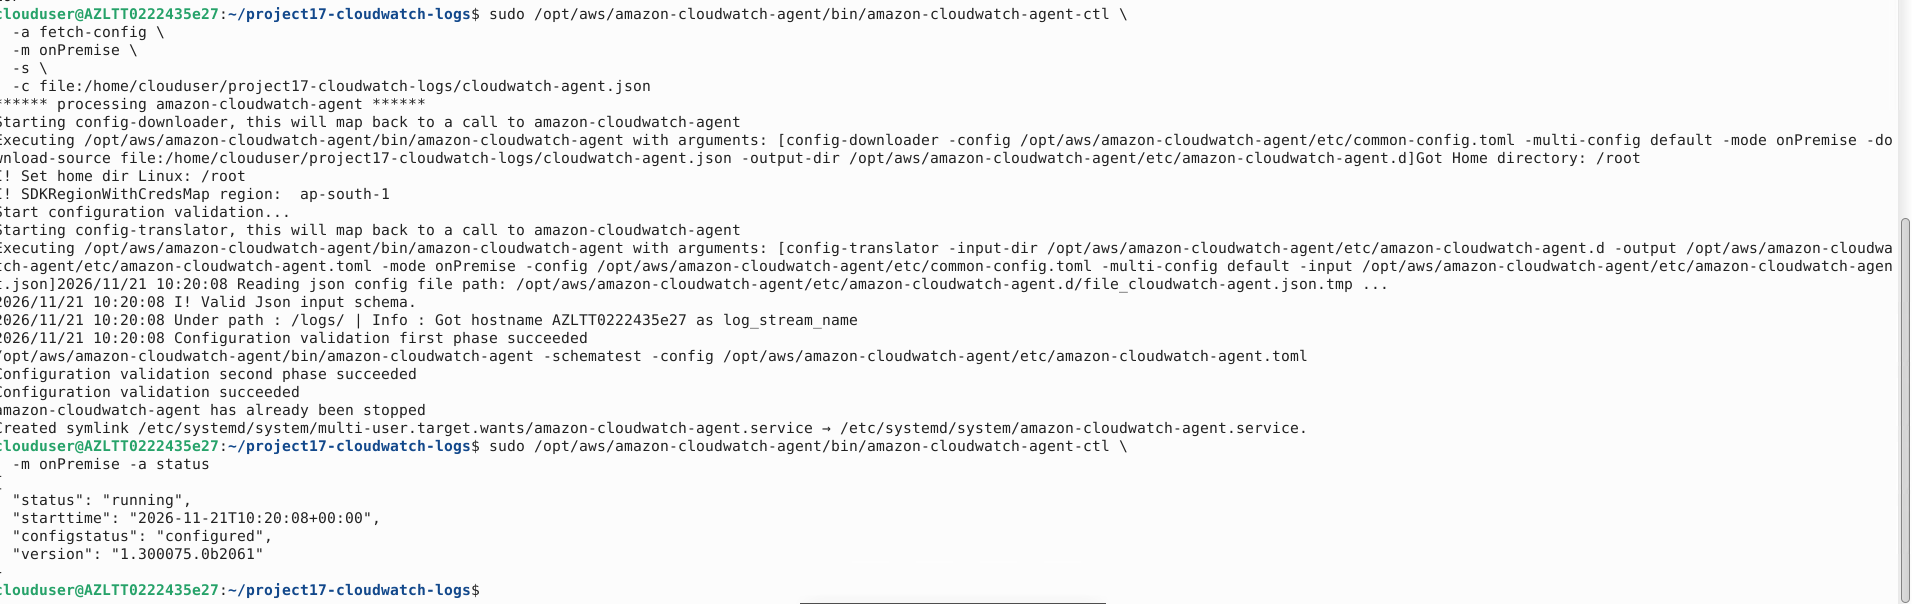 clouduser@AZLTT0222435e27:~/project17-cloudwatch-logs$ sudo /opt/aws/amazon-cloudwatch-agent/bin/amazon-cloudwatch-agent-ctl \
  -a fetch-config \
  -m onPremise \
  -s \
  -c file:/home/clouduser/project17-cloudwatch-logs/cloudwatch-agent.json
****** processing amazon-cloudwatch-agent ******
Starting config-downloader, this will map back to a call to amazon-cloudwatch-agent
Executing /opt/aws/amazon-cloudwatch-agent/bin/amazon-cloudwatch-agent with arguments: [config-downloader -config /opt/aws/amazon-cloudwatch-agent/etc/common-config.toml -multi-config default -mode onPremise -do
wnload-source file:/home/clouduser/project17-cloudwatch-logs/cloudwatch-agent.json -output-dir /opt/aws/amazon-cloudwatch-agent/etc/amazon-cloudwatch-agent.d]Got Home directory: /root
I! Set home dir Linux: /root
I! SDKRegionWithCredsMap region:  ap-south-1
Start configuration validation...
Starting config-translator, this will map back to a call to amazon-cloudwatch-agent
Executing /opt/aws/amazon-cloudwatch-agent/bin/amazon-cloudwatch-agent with arguments: [config-translator -input-dir /opt/aws/amazon-cloudwatch-agent/etc/amazon-cloudwatch-agent.d -output /opt/aws/amazon-cloudwa
tch-agent/etc/amazon-cloudwatch-agent.toml -mode onPremise -config /opt/aws/amazon-cloudwatch-agent/etc/common-config.toml -multi-config default -input /opt/aws/amazon-cloudwatch-agent/etc/amazon-cloudwatch-agen
t.json]2026/11/21 10:20:08 Reading json config file path: /opt/aws/amazon-cloudwatch-agent/etc/amazon-cloudwatch-agent.d/file_cloudwatch-agent.json.tmp ...
2026/11/21 10:20:08 I! Valid Json input schema.
2026/11/21 10:20:08 Under path : /logs/ | Info : Got hostname AZLTT0222435e27 as log_stream_name
2026/11/21 10:20:08 Configuration validation first phase succeeded
/opt/aws/amazon-cloudwatch-agent/bin/amazon-cloudwatch-agent -schematest -config /opt/aws/amazon-cloudwatch-agent/etc/amazon-cloudwatch-agent.toml
Configuration validation second phase succeeded
Configuration validation succeeded
amazon-cloudwatch-agent has already been stopped
Created symlink /etc/systemd/system/multi-user.target.wants/amazon-cloudwatch-agent.service → /etc/systemd/system/amazon-cloudwatch-agent.service.
clouduser@AZLTT0222435e27:~/project17-cloudwatch-logs$ sudo /opt/aws/amazon-cloudwatch-agent/bin/amazon-cloudwatch-agent-ctl \
  -m onPremise -a status
{
  "status": "running",
  "starttime": "2026-11-21T10:20:08+00:00",
  "configstatus": "configured",
  "version": "1.300075.0b2061"
}
clouduser@AZLTT0222435e27:~/project17-cloudwatch-logs$